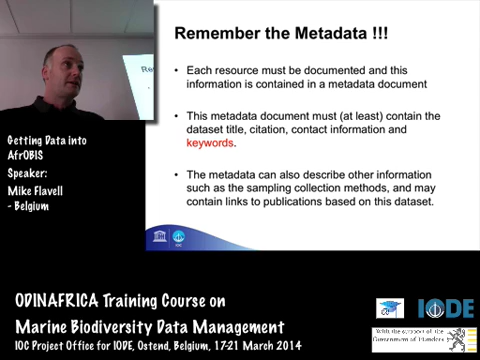 Remember the Metadata !!!
• Each resource must be documented and this
information is contained in a metadata document
• This metadata document must (at least) contain the
dataset title, citation, contact information and
keywords.
• The metadata can also describe other information
such as the sampling collection methods, and may
contain links to publications based on this dataset.
Getting Data into
AfrOBIS
Speaker:
Mike Flavell
- Belgium
ODINAFRICA Training Course on
Marine Biodiversity Data Management
IOC Project Office for IODE, Ostend, Belgium, 17-21 March 2014
IODE
With the support of the
Government of Flanders